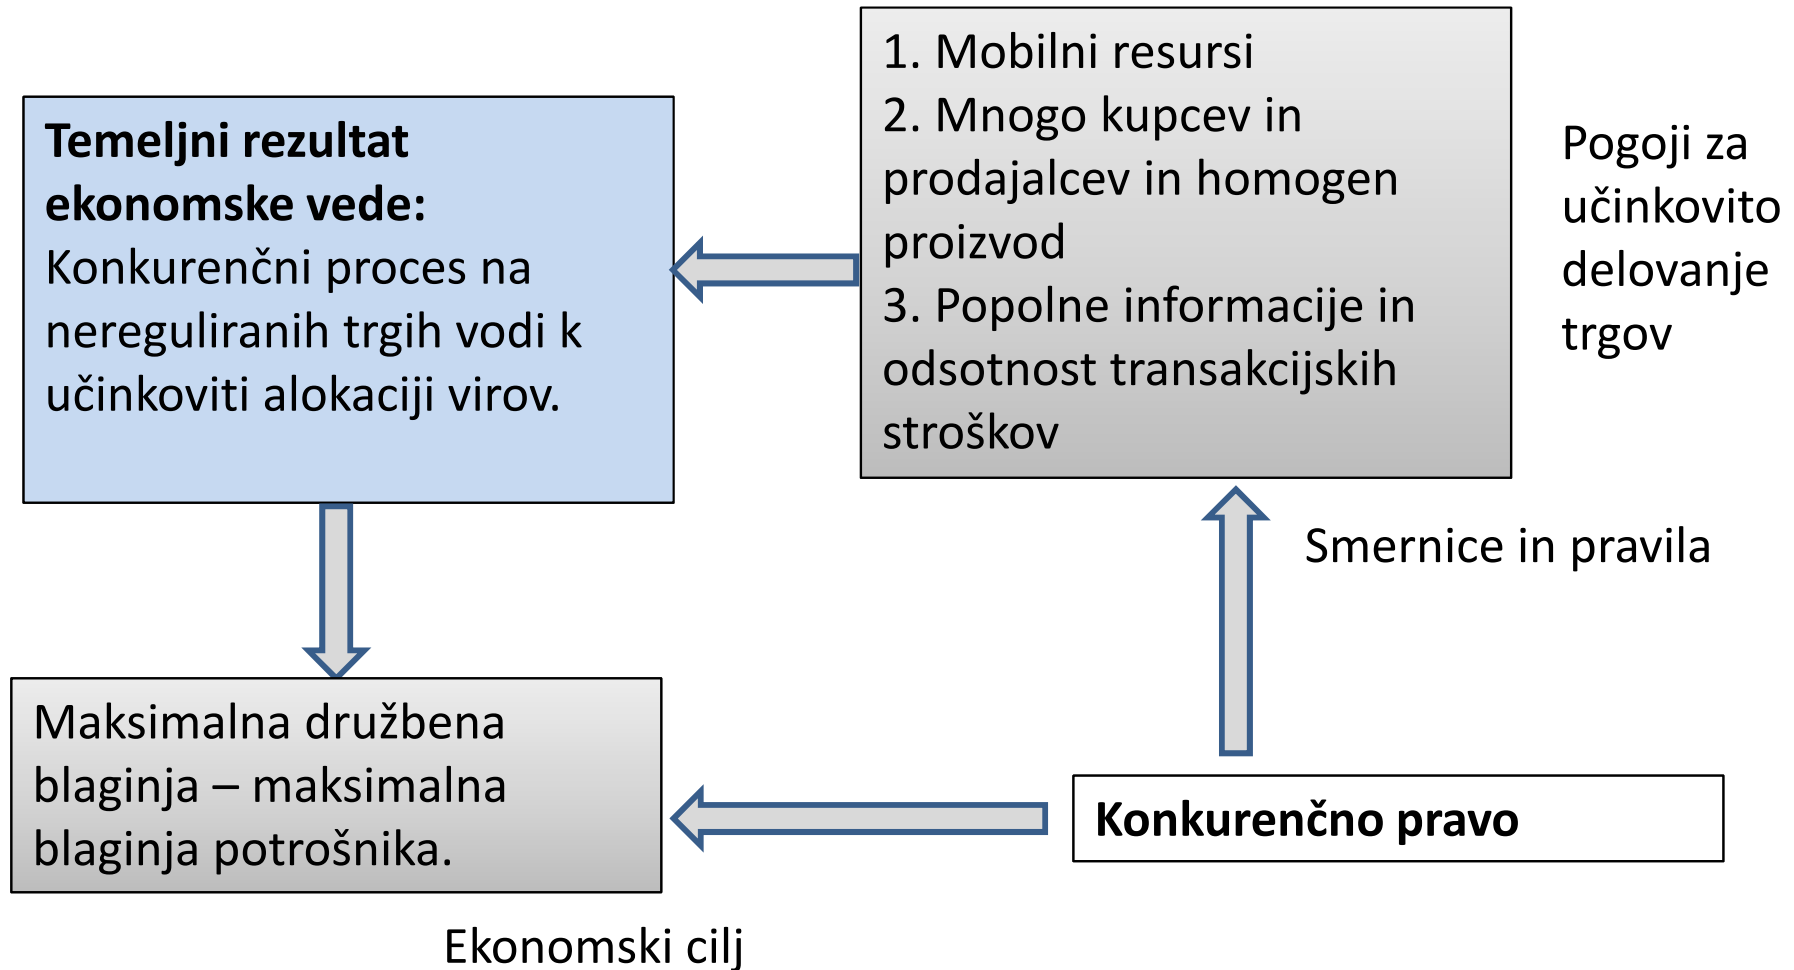 Temeljni rezultat
ekonomske vede:
Konkurenčni proces na
nereguliranih trgih vodi k
učinkoviti alokaciji virov.
1. Mobilni resursi
2. Mnogo kupcev in
prodajalcev in homogen
proizvod
3. Popolne informacije in
odsotnost transakcijskih
stroškov
Pogoji za
učinkovito
delovanje
trgov
Smernice in pravila
Maksimalna družbena
blaginja – maksimalna
blaginja potrošnika.
Konkurenčno pravo
Ekonomski cilj